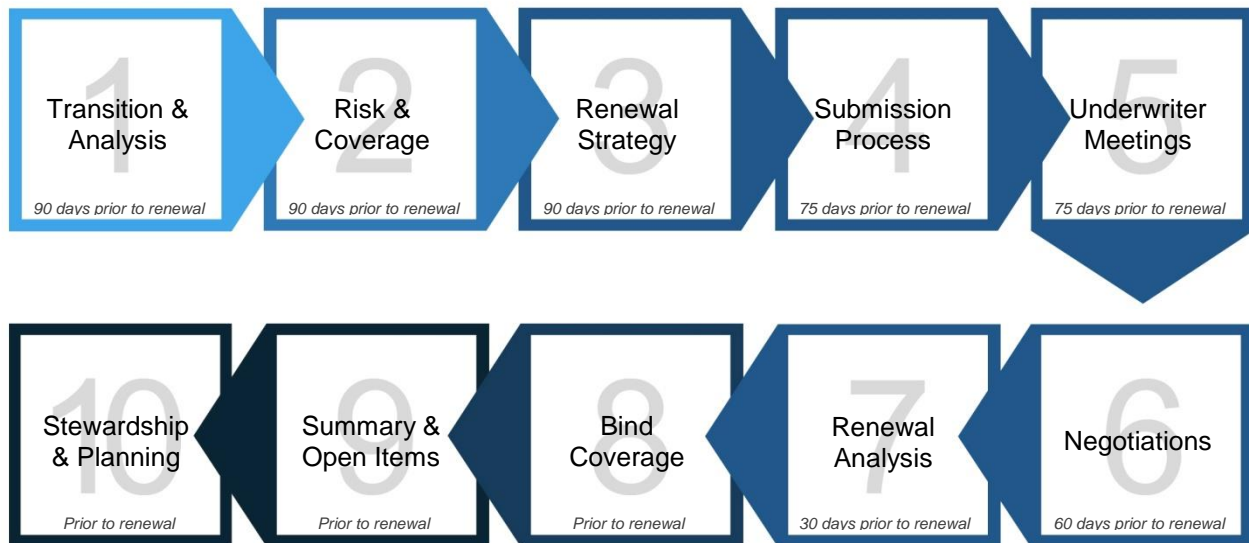 1
Transition &
Analysis
90 days prior to renewal
2
Risk &
Coverage
90 days prior to renewal
3
Renewal
Strategy
90 days prior to renewal
4
Submission
Process
75 days prior to renewal
5
Underwriter
Meetings
75 days prior to renewal
6
Negotiations
60 days prior to renewal
7
Renewal
Analysis
30 days prior to renewal
8
Bind
Coverage
Prior to renewal
9
Summary &
Open Items
Prior to renewal
10
Stewardship
& Planning
Prior to renewal